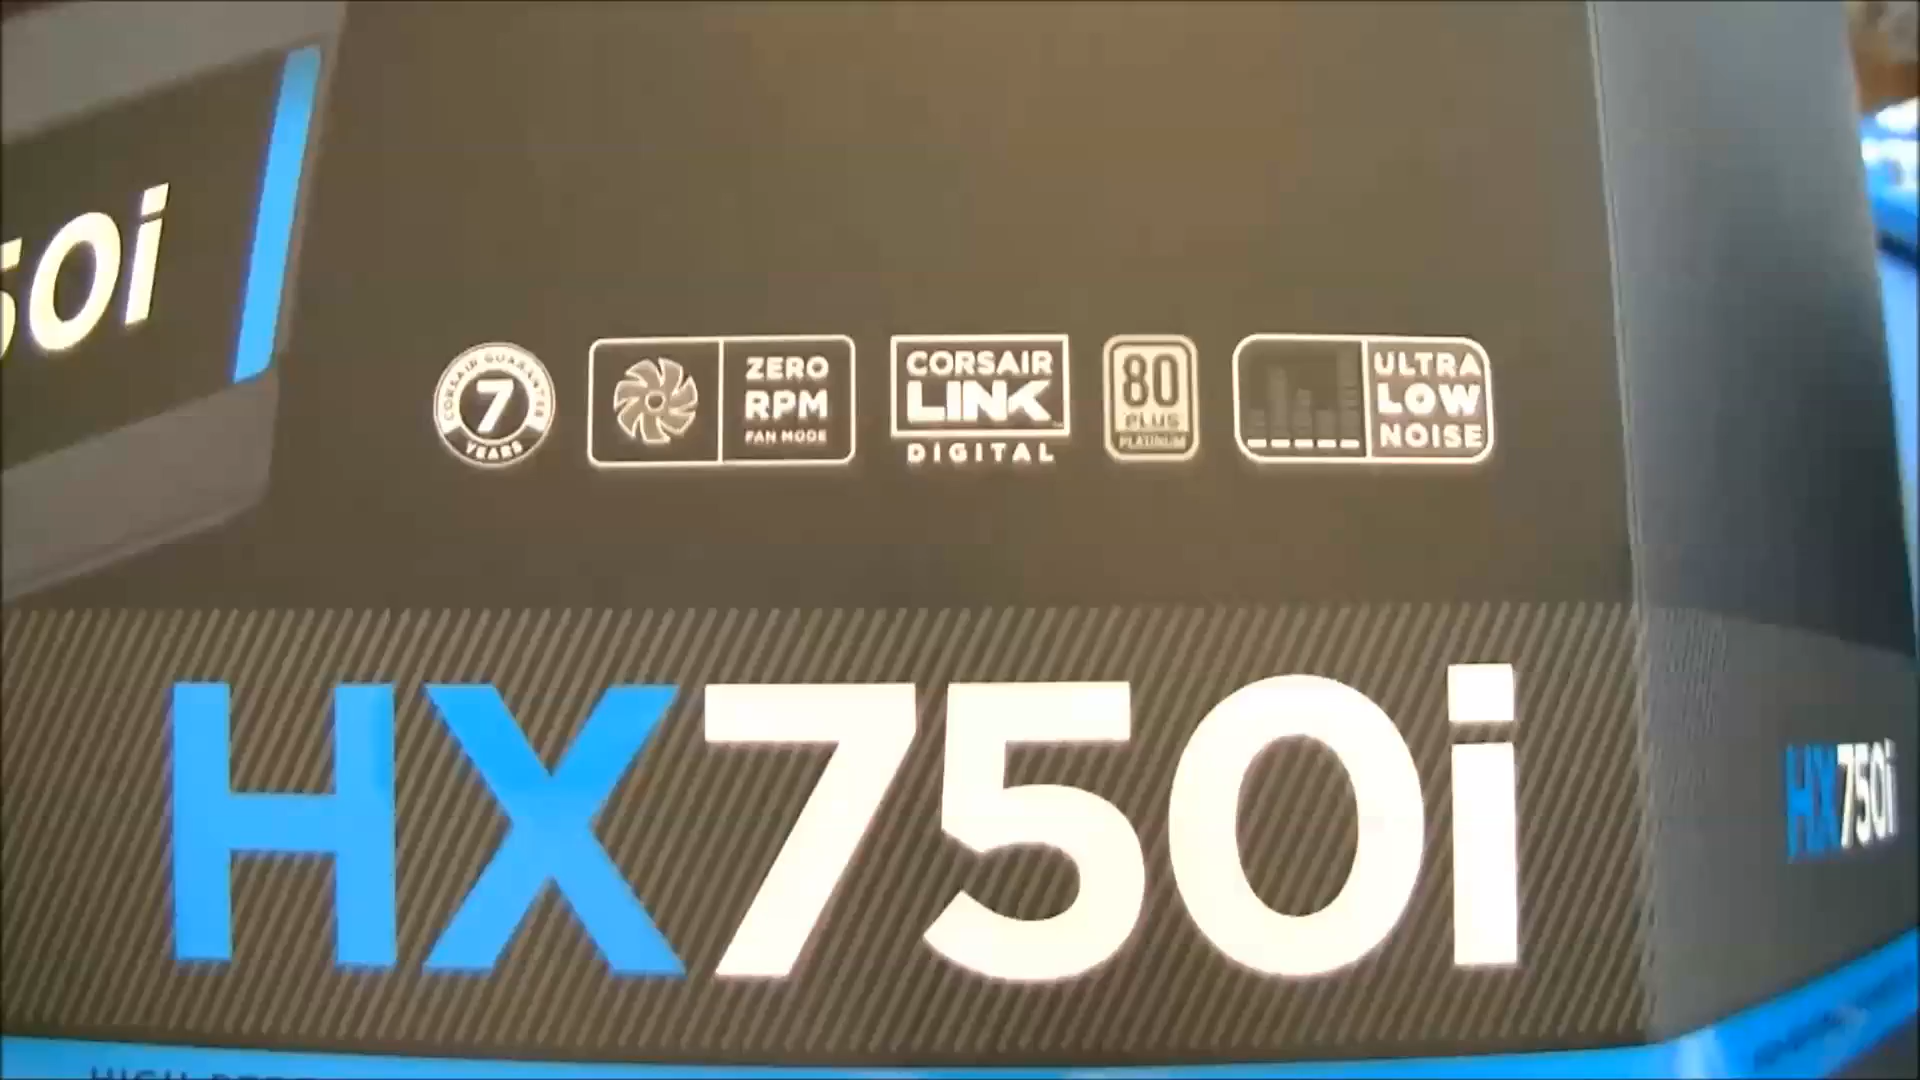 50i
CORSAIR GUARANTEE
7
YEARS
ZERO
RPM
FAN MODE
CORSAIR
LINK
DIGITAL
80
PLUS
PLATINUM
ULTRA
LOW
NOISE
HX750i
HX750i
HIGH